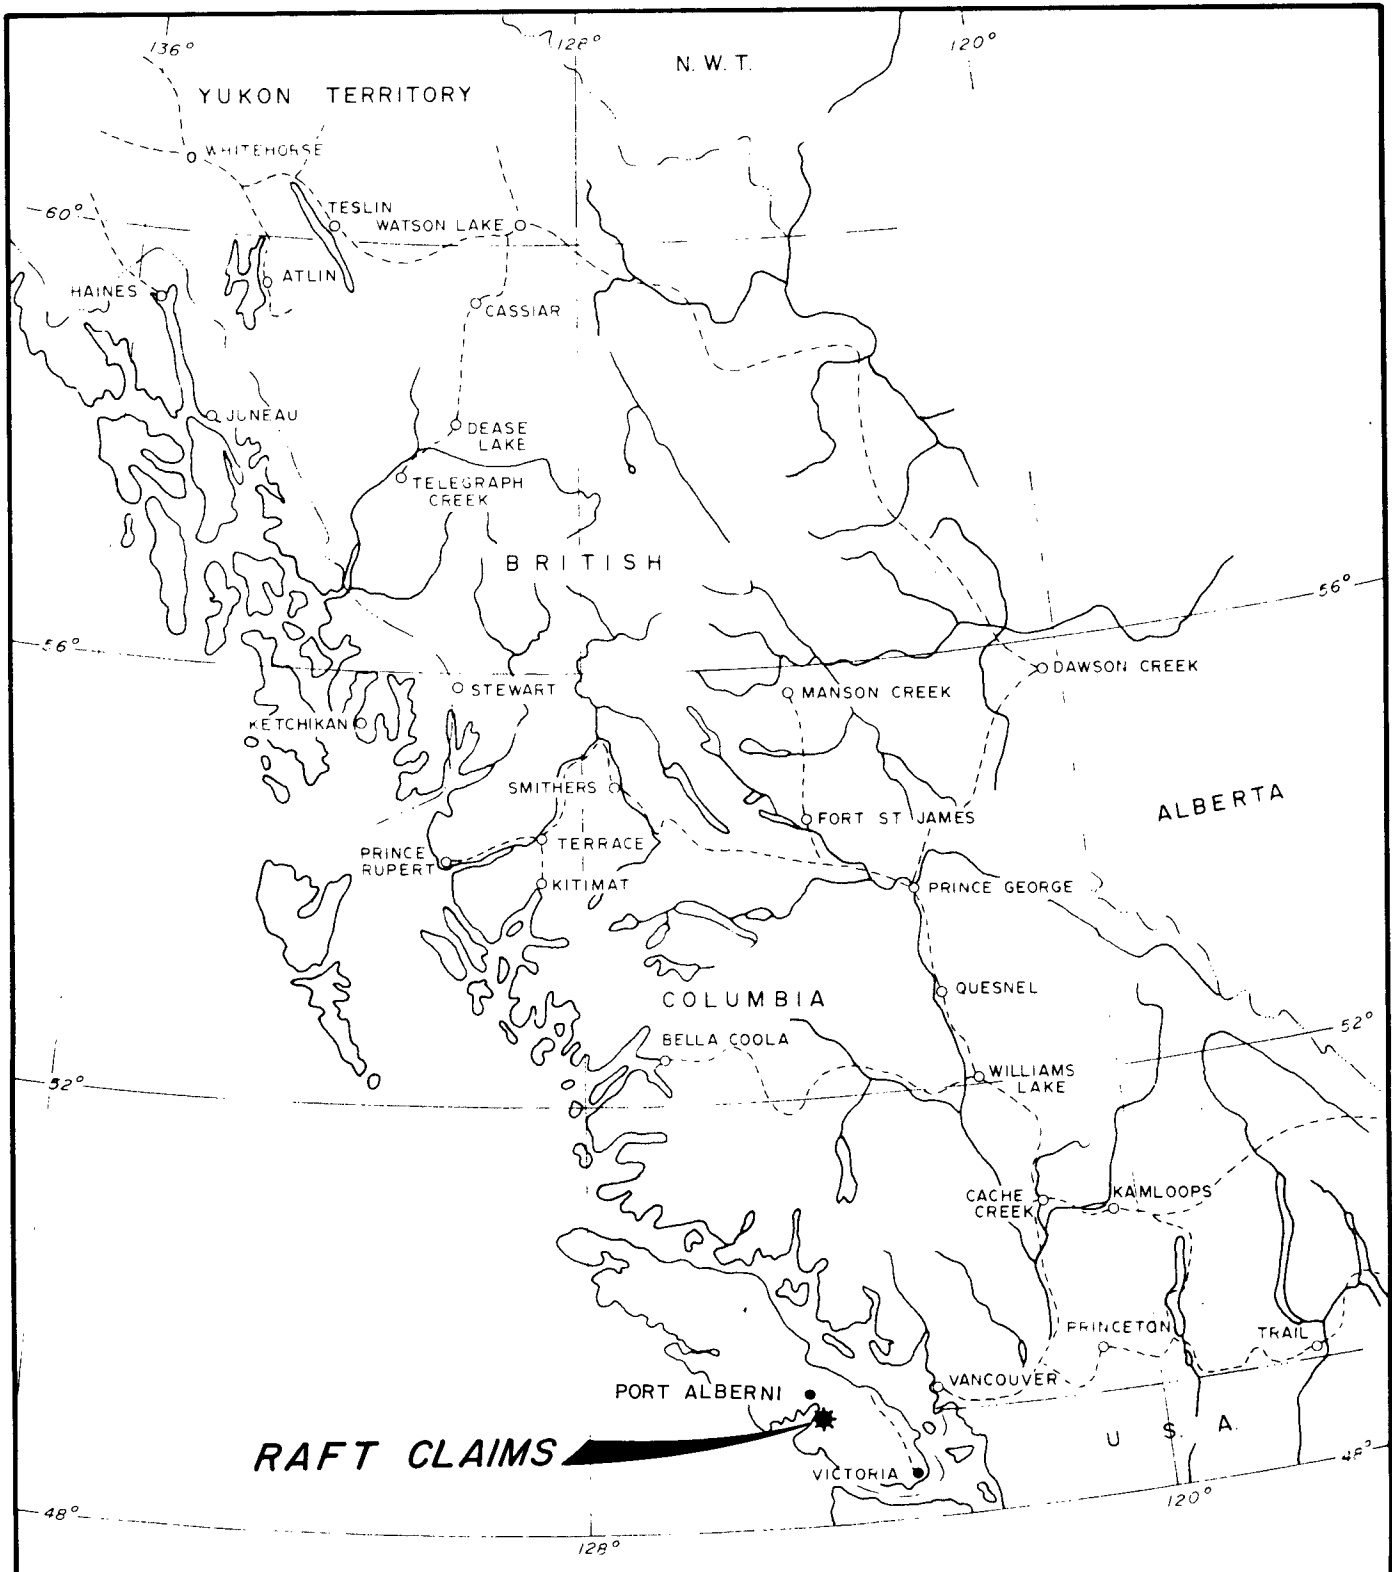 136°
128°
120°
N. W. T.
YUKON TERRITORY
WHITEHORSE
60°
TESLIN
WATSON LAKE
ATLIN
HAINES
CASSIAR
JUNEAU
DEASE
LAKE
TELEGRAPH
CREEK
BRITISH
56°
56°
DAWSON CREEK
STEWART
MANSON CREEK
KETCHIKAN
SMITHERS
ALBERTA
FORT ST JAMES
TERRACE
PRINCE
RUPERT
KITIMAT
PRINCE GEORGE
QUESNEL
COLUMBIA
52°
BELLA COOLA
WILLIAMS
LAKE
52°
CACHE
CREEK
KAMLOOPS
PRINCETON
TRAIL
VANCOUVER
PORT ALBERNI
RAFT CLAIMS
U S. A.
VICTORIA
48°
48°
120°
128°